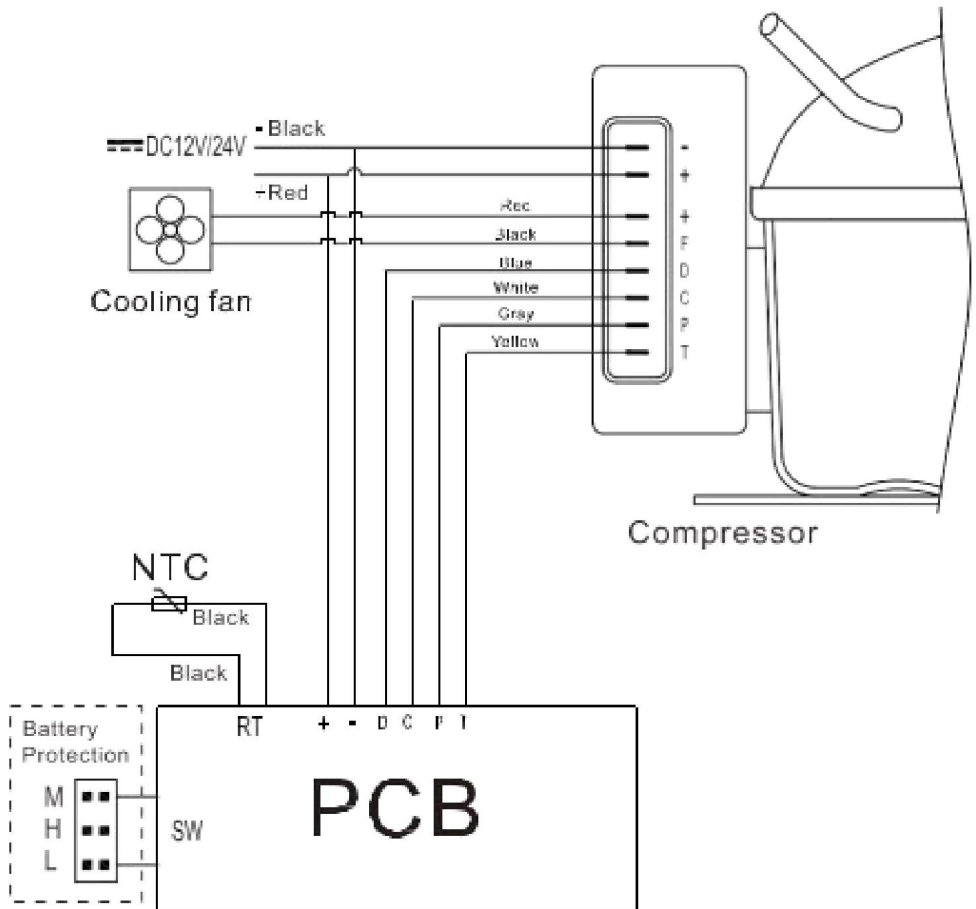 - Black
DC12V/24V
+Red
Cooling fan
Red
Black
Blue
White
Gray
Yellow
-
+
+
F
D
C
P
T
Compressor
NTC
Black
Black
RT + - D C P T
Battery
Protection
M
H
L
SW
PCB